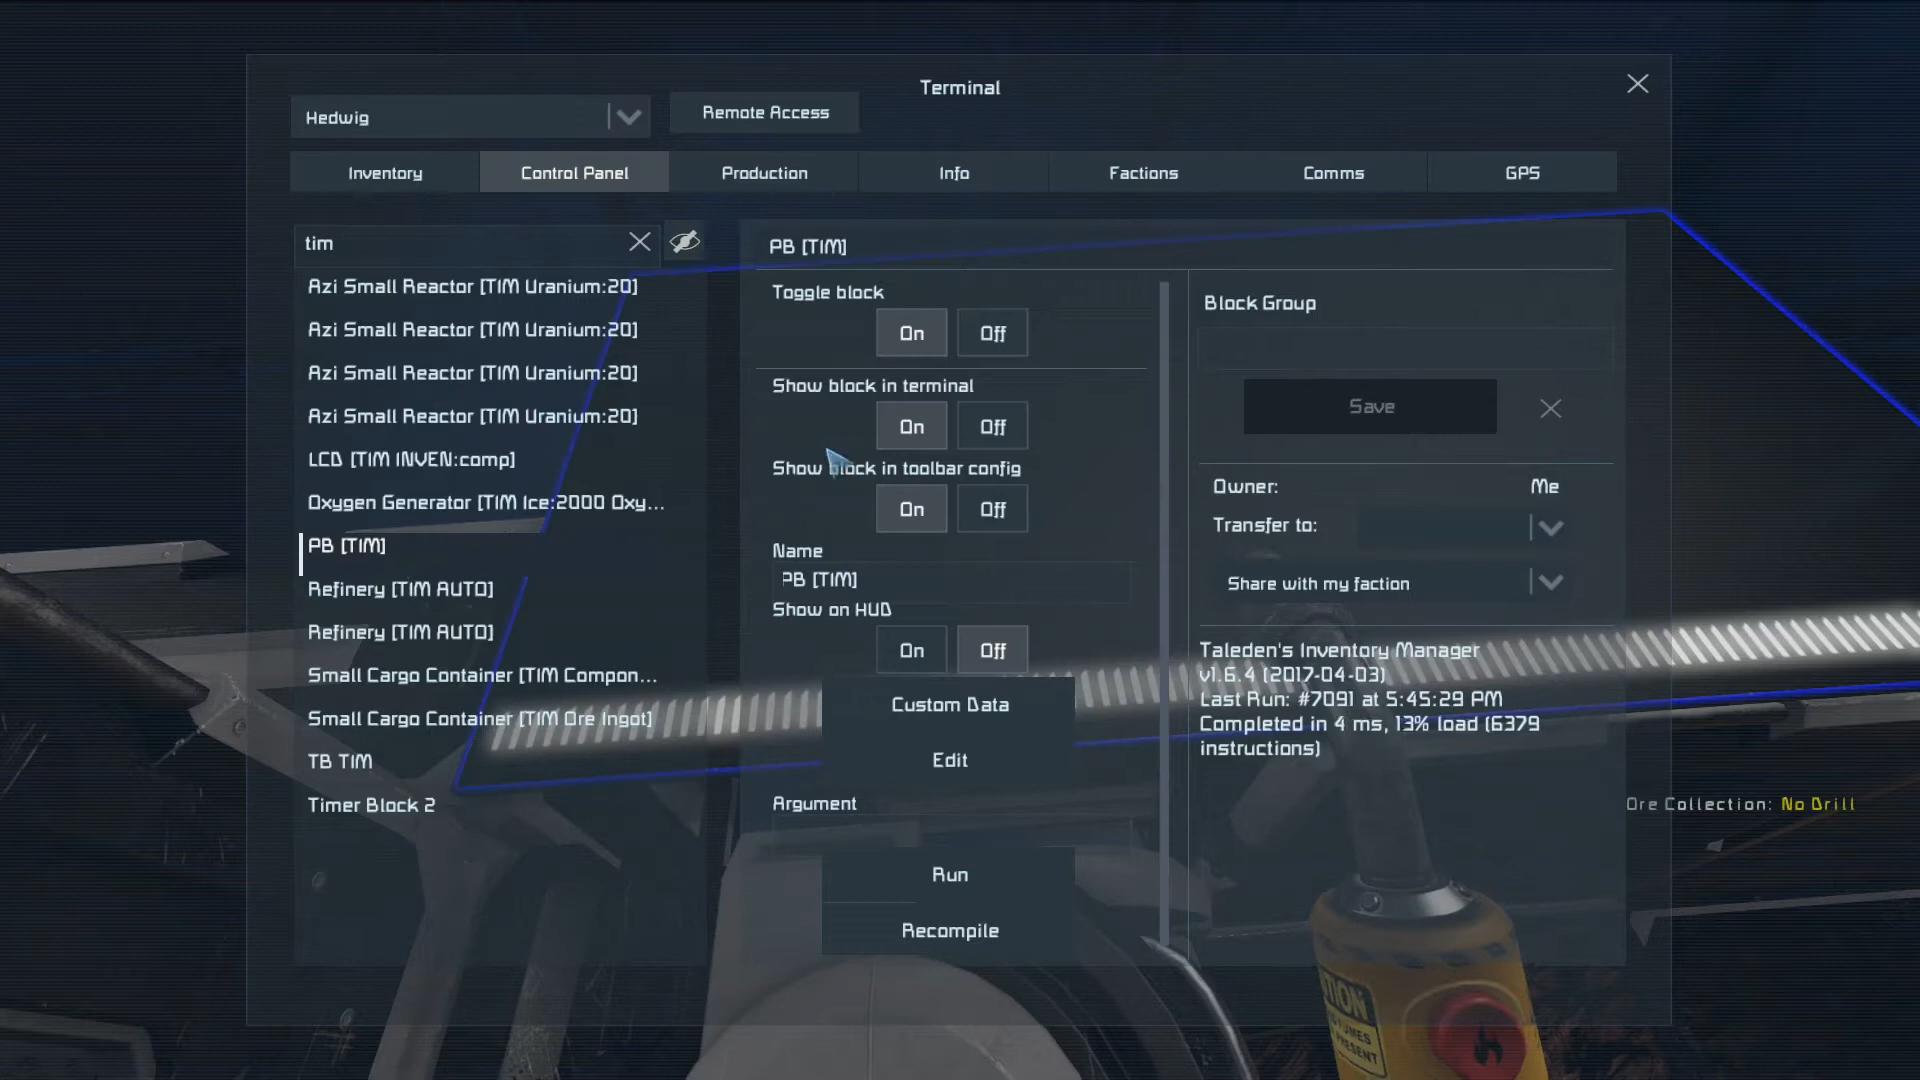 Terminal
Hedwig
Remote Access
Inventory
Control Panel
Production
Info
Factions
Comms
GPS
tim
Azi Small Reactor [TIM Uranium:20]
Azi Small Reactor [TIM Uranium:20]
Azi Small Reactor [TIM Uranium:20]
Azi Small Reactor [TIM Uranium:20]
LCD [TIM INVEN:comp]
Oxygen Generator [TIM Ice:2000 Oxy...
PB [TIM]
Refinery [TIM AUTO]
Refinery [TIM AUTO]
Small Cargo Container [TIM Compon...
Small Cargo Container [TIM Ore Ingot]
TB TIM
Timer Block 2
PB [TIM]
Toggle block
On Off
Show block in terminal
On Off
Show block in toolbar config
On Off
Name
PB [TIM]
Show on HUD
On Off
Custom Data
Edit
Argument
Run
Recompile
Block Group
Save
Owner: Me
Transfer to:
Share with my faction
Taleden's Inventory Manager
v1.6.4 (2017-04-03)
Last Run: #7091 at 5:45:29 PM
Completed in 4 ms, 13% load (6379
instructions)
Ore Collection: No Drill